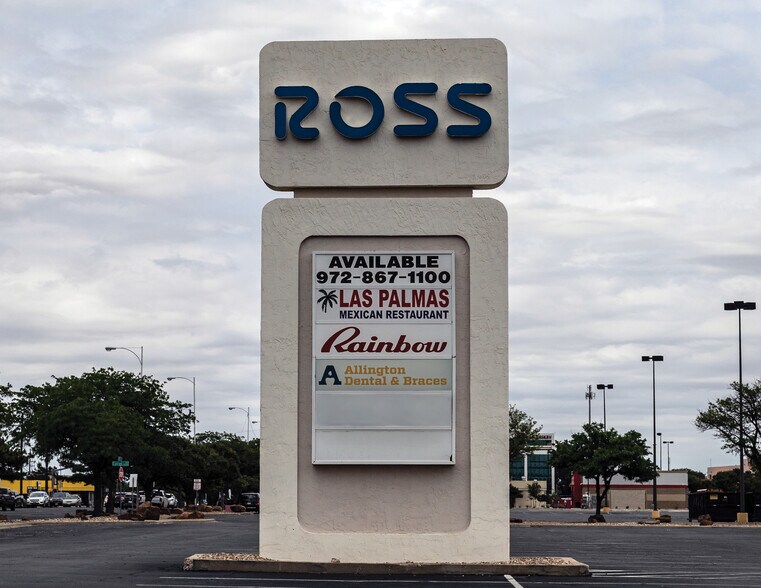 ROSS
AVAILABLE
972-867-1100
LAS PALMAS
MEXICAN RESTAURANT
Rainbow
A Allington
Dental & Braces